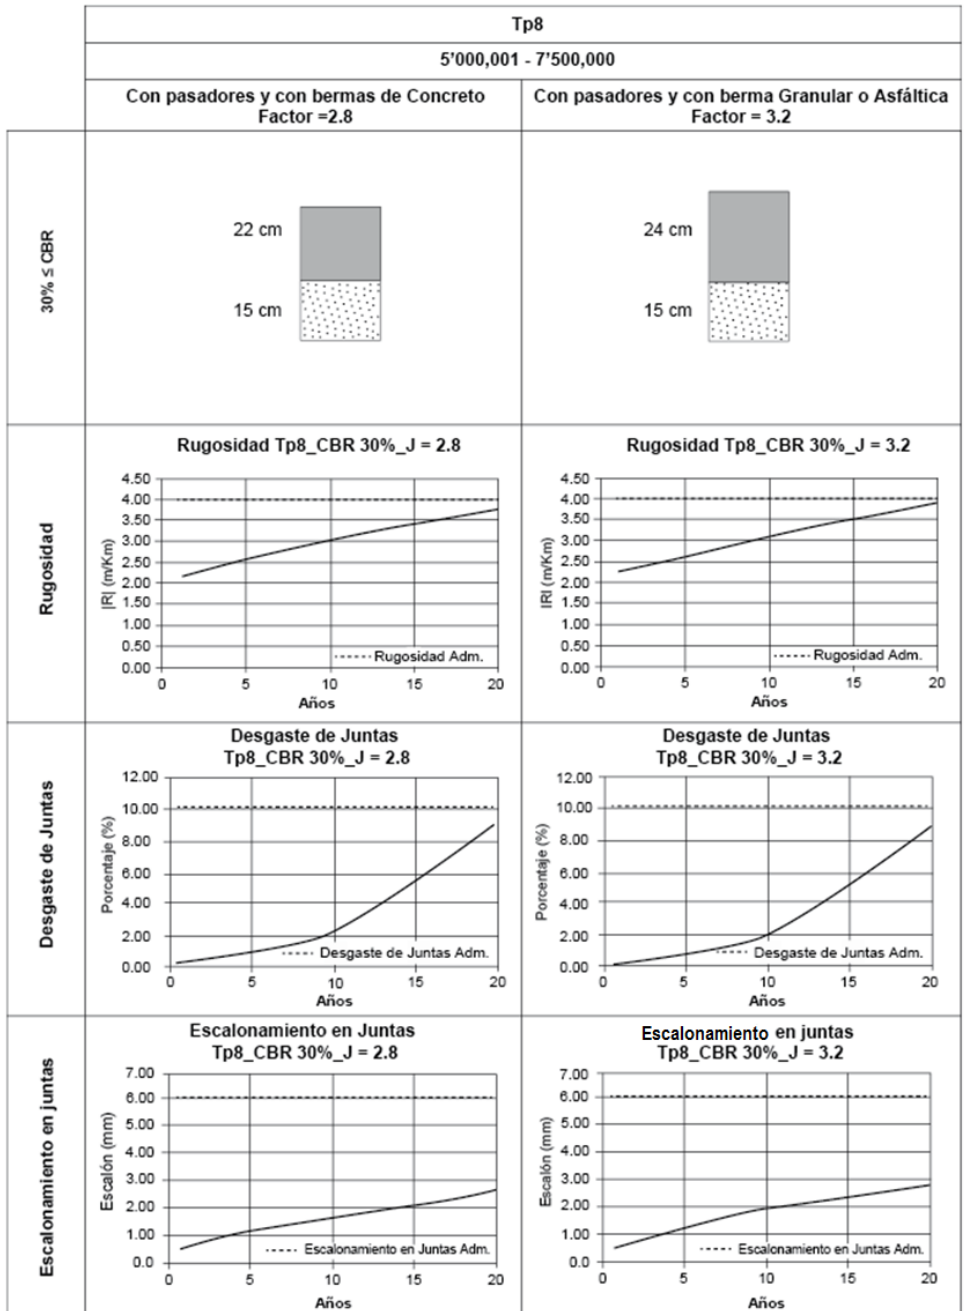 Tp8
5'000,001 - 7'500,000
Con pasadores y con bermas de Concreto
Factor =2.8
Con pasadores y con berma Granular o Asfáltica
Factor = 3.2
30% ≤ CBR
22 cm
15 cm
24 cm
15 cm
Rugosidad
Rugosidad Tp8_CBR 30%_J = 2.8
|R| (m/Km)
4.50
4.00
3.50
3.00
2.50
2.00
1.50
1.00
0.50
0.00
Rugosidad Adm.
0 5 10 15 20
Años
Rugosidad Tp8_CBR 30%_J = 3.2
IRI (m/Km)
4.50
4.00
3.50
3.00
2.50
2.00
1.50
1.00
0.50
0.00
Rugosidad Adm.
0 5 10 15 20
Años
Desgaste de Juntas
Desgaste de Juntas
Tp8_CBR 30%_J = 2.8
Porcentaje (%)
12.00
10.00
8.00
6.00
4.00
2.00
0.00
Desgaste de Juntas Adm.
0 5 10 15 20
Años
Desgaste de Juntas
Tp8_CBR 30%_J = 3.2
Porcentaje (%)
12.00
10.00
8.00
6.00
4.00
2.00
0.00
Desgaste de Juntas Adm.
0 5 10 15 20
Años
Escalonamiento en juntas
Escalonamiento en Juntas
Tp8_CBR 30%_J = 2.8
Escalón (mm)
7.00
6.00
5.00
4.00
3.00
2.00
1.00
0.0
Escalonamiento en Juntas Adm.
0 5 10 15 20
Años
Escalonamiento en juntas
Tp8_CBR 30%_J = 3.2
Escalón (mm)
7.00
6.00
5.00
4.00
3.00
2.00
1.00
0.0
Escalonamiento en Juntas Adm.
0 5 10 15 20
Años